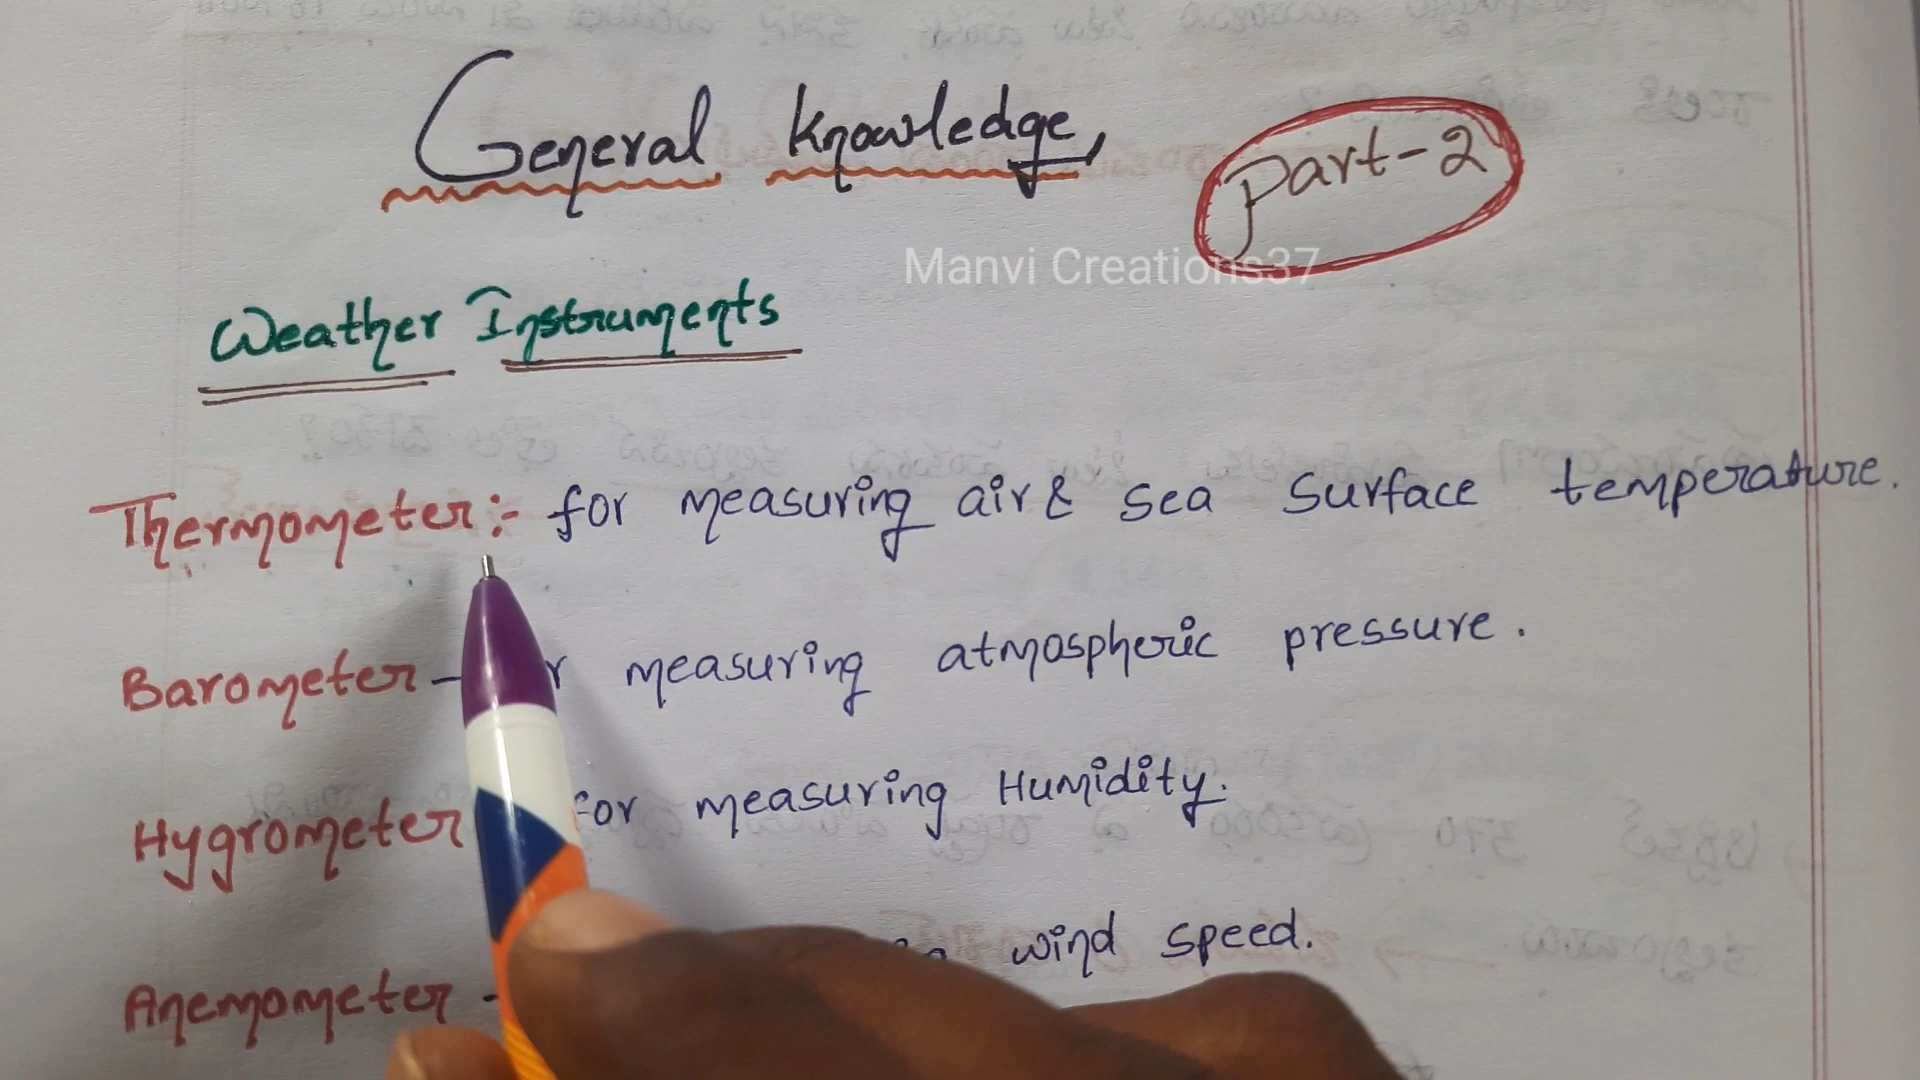 General Knowledge,
Part-2
Manvi Creations37
Weather Instruments
Thermometer:- for measuring air & sea surface temperature.
Barometer - measuring atmospheric pressure.
Hygrometer for measuring Humidity.
Anemometer - wind speed.